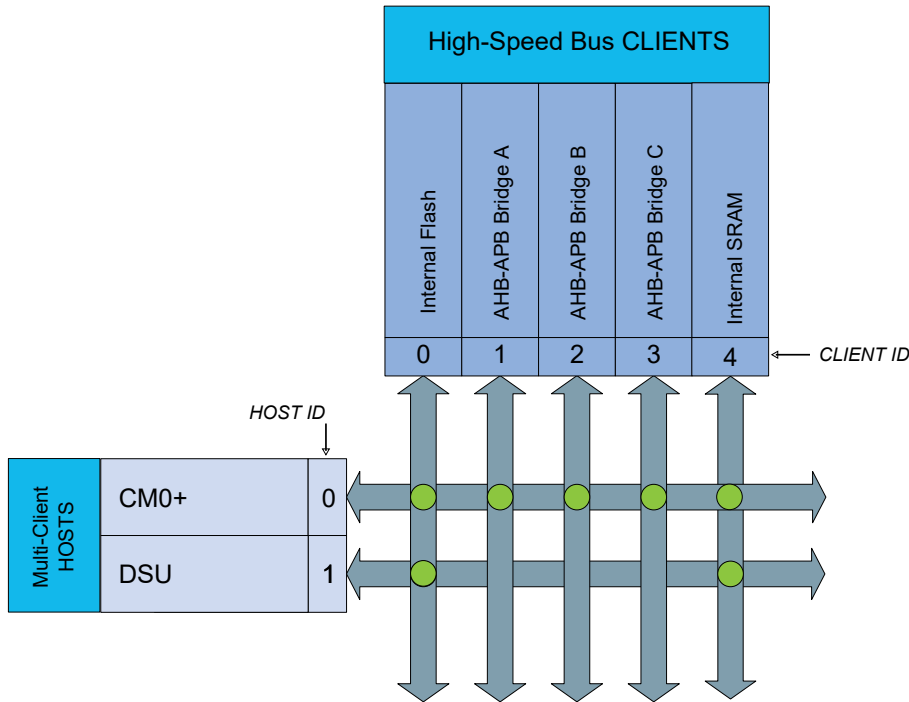 High-Speed Bus CLIENTS
Internal Flash
AHB-APB Bridge A
AHB-APB Bridge B
AHB-APB Bridge C
Internal SRAM
0 1 2 3 4
CLIENT ID
HOST ID
Multi-Client
HOSTS
CM0+ 0
DSU 1